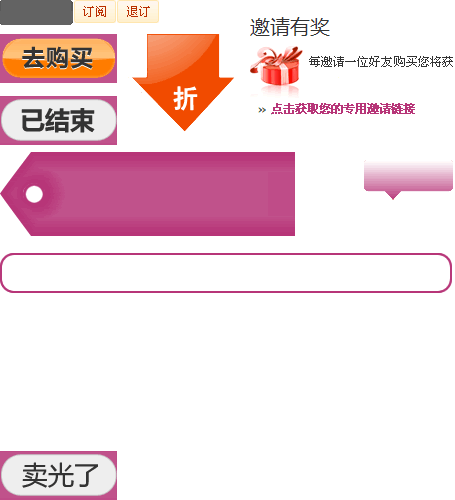 订阅 退订
邀请有奖
去购买
每邀请一位好友购买您将获
折
» 点击获取您的专用邀请链接
已结束
卖光了